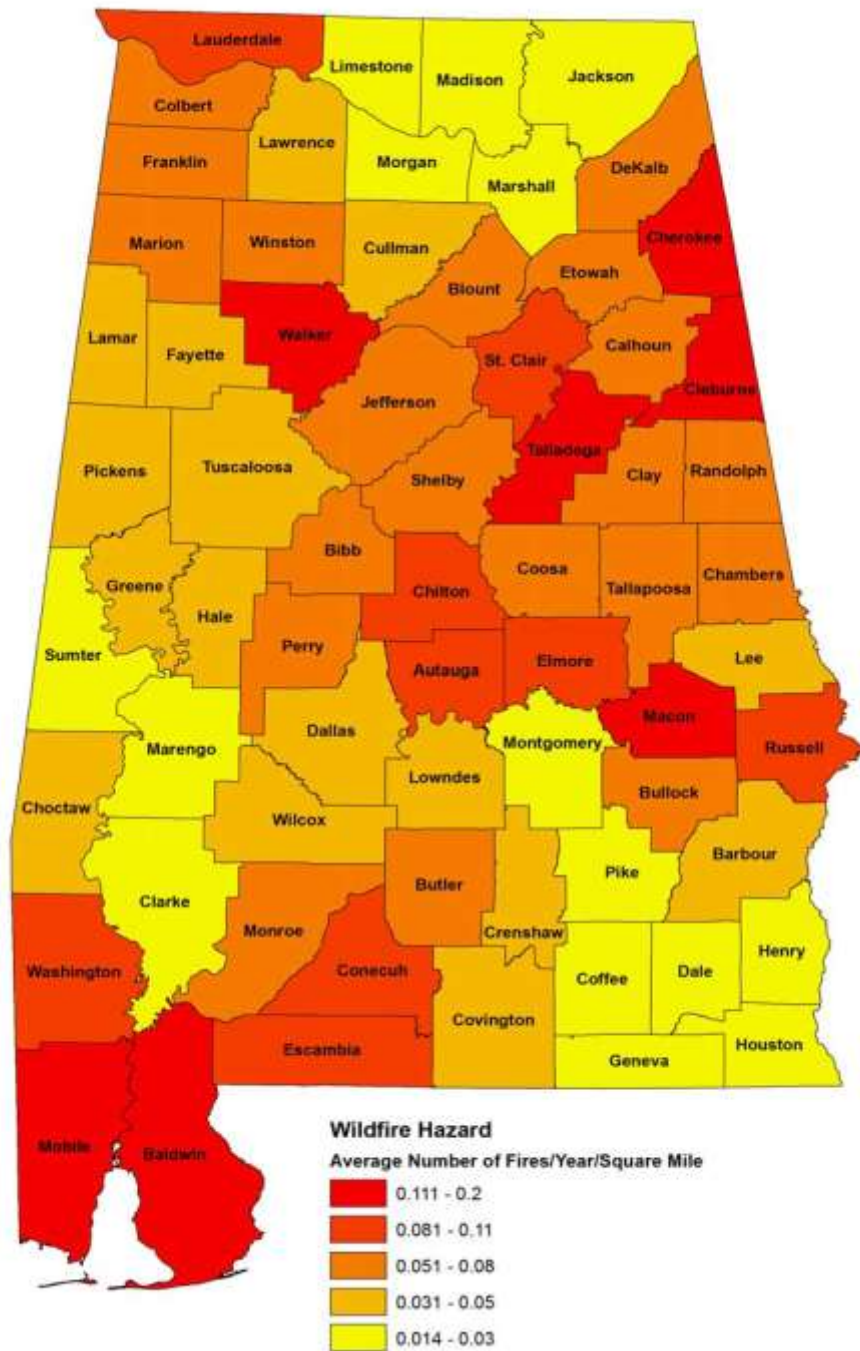 Lauderdale
Limestone
Madison
Jackson
Colbert
Lawrence
Franklin
Morgan
DeKalb
Marshall
Marion
Winston
Cullman
Cherokee
Etowah
Blount
Walker
Lamar
Fayette
St. Clair
Calhoun
Cleburne
Jefferson
Talladega
Pickens
Tuscaloosa
Shelby
Clay
Randolph
Bibb
Greene
Chilton
Coosa
Tallapoosa
Chambers
Hale
Sumter
Perry
Autauga
Elmore
Lee
Macon
Marengo
Dallas
Montgomery
Russell
Lowndes
Choctaw
Wilcox
Bullock
Barbour
Clarke
Butler
Pike
Monroe
Crenshaw
Henry
Washington
Conecuh
Coffee
Dale
Covington
Escambia
Geneva
Houston
Mobile
Baldwin
Wildfire Hazard
Average Number of Fires/Year/Square Mile
0.111 - 0.2
0.081 - 0.11
0.051 - 0.08
0.031 - 0.05
0.014 - 0.03